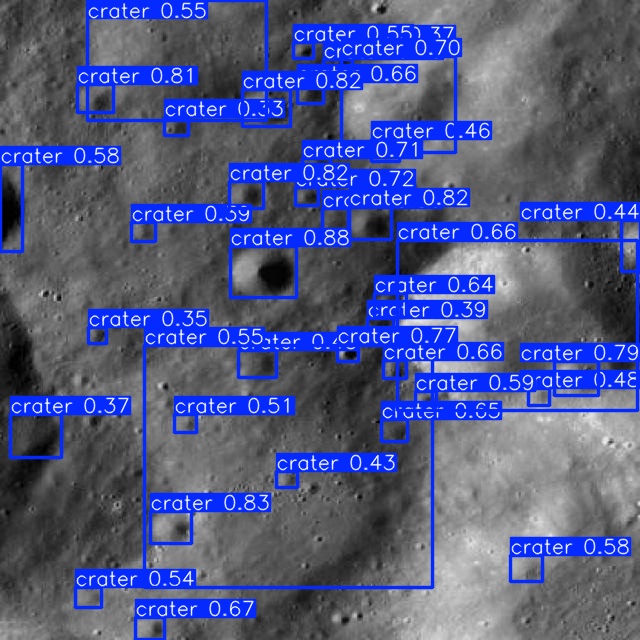 crater 0.55
crater 0.55
crater 0.70
crater 0.81
crater 0.82
0.66
crater 0.33
crater 0.46
crater 0.71
crater 0.58
crater 0.82
0.72
crater 0.82
crater 0.39
crater 0.44
crater 0.66
crater 0.88
crater 0.64
crater 0.39
crater 0.35
crater 0.55
crater 0.77
crater 0.66
crater 0.79
crater 0.59
crater 0.37
crater 0.51
crater 0.65
crater 0.43
crater 0.83
crater 0.58
crater 0.54
crater 0.67